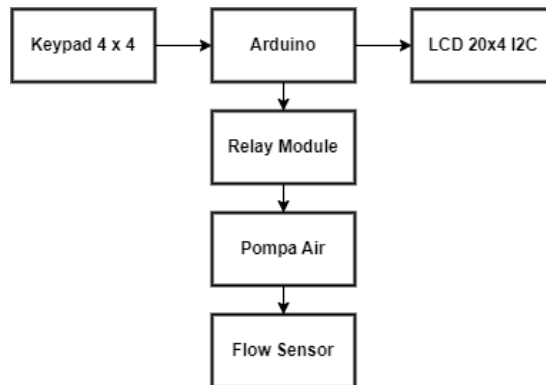 Keypad 4 x 4
Arduino
LCD 20x4 I2C
Relay Module
Pompa Air
Flow Sensor